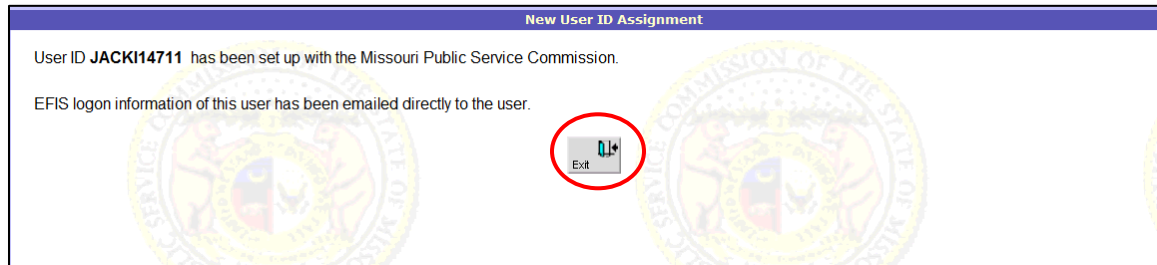 New User ID Assignment
User ID JACKI14711 has been set up with the Missouri Public Service Commission.
EFIS logon information of this user has been emailed directly to the user.
Exit